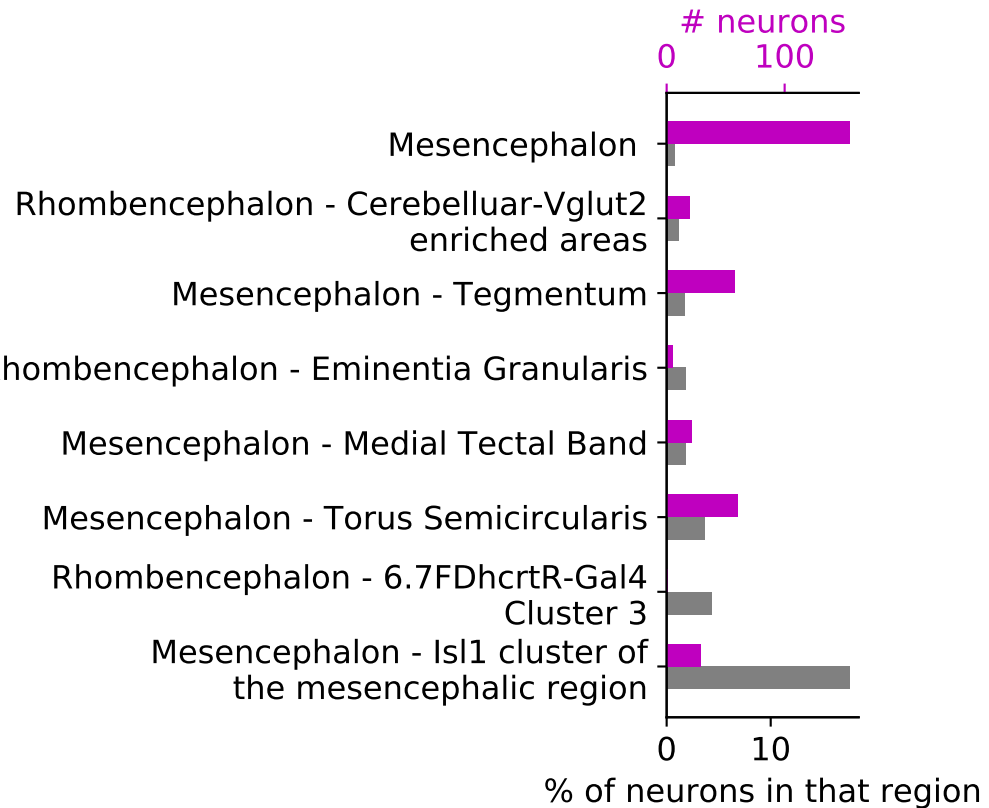 # neurons
0 100
Mesencephalon
Rhombencephalon - Cerebelluar-Vglut2
enriched areas
Mesencephalon - Tegmentum
hombencephalon - Eminentia Granularis
Mesencephalon - Medial Tectal Band
Mesencephalon - Torus Semicircularis
Rhombencephalon - 6.7FDhcrtR-Gal4
Cluster 3
Mesencephalon - Isl1 cluster of
the mesencephalic region
0 10
% of neurons in that region